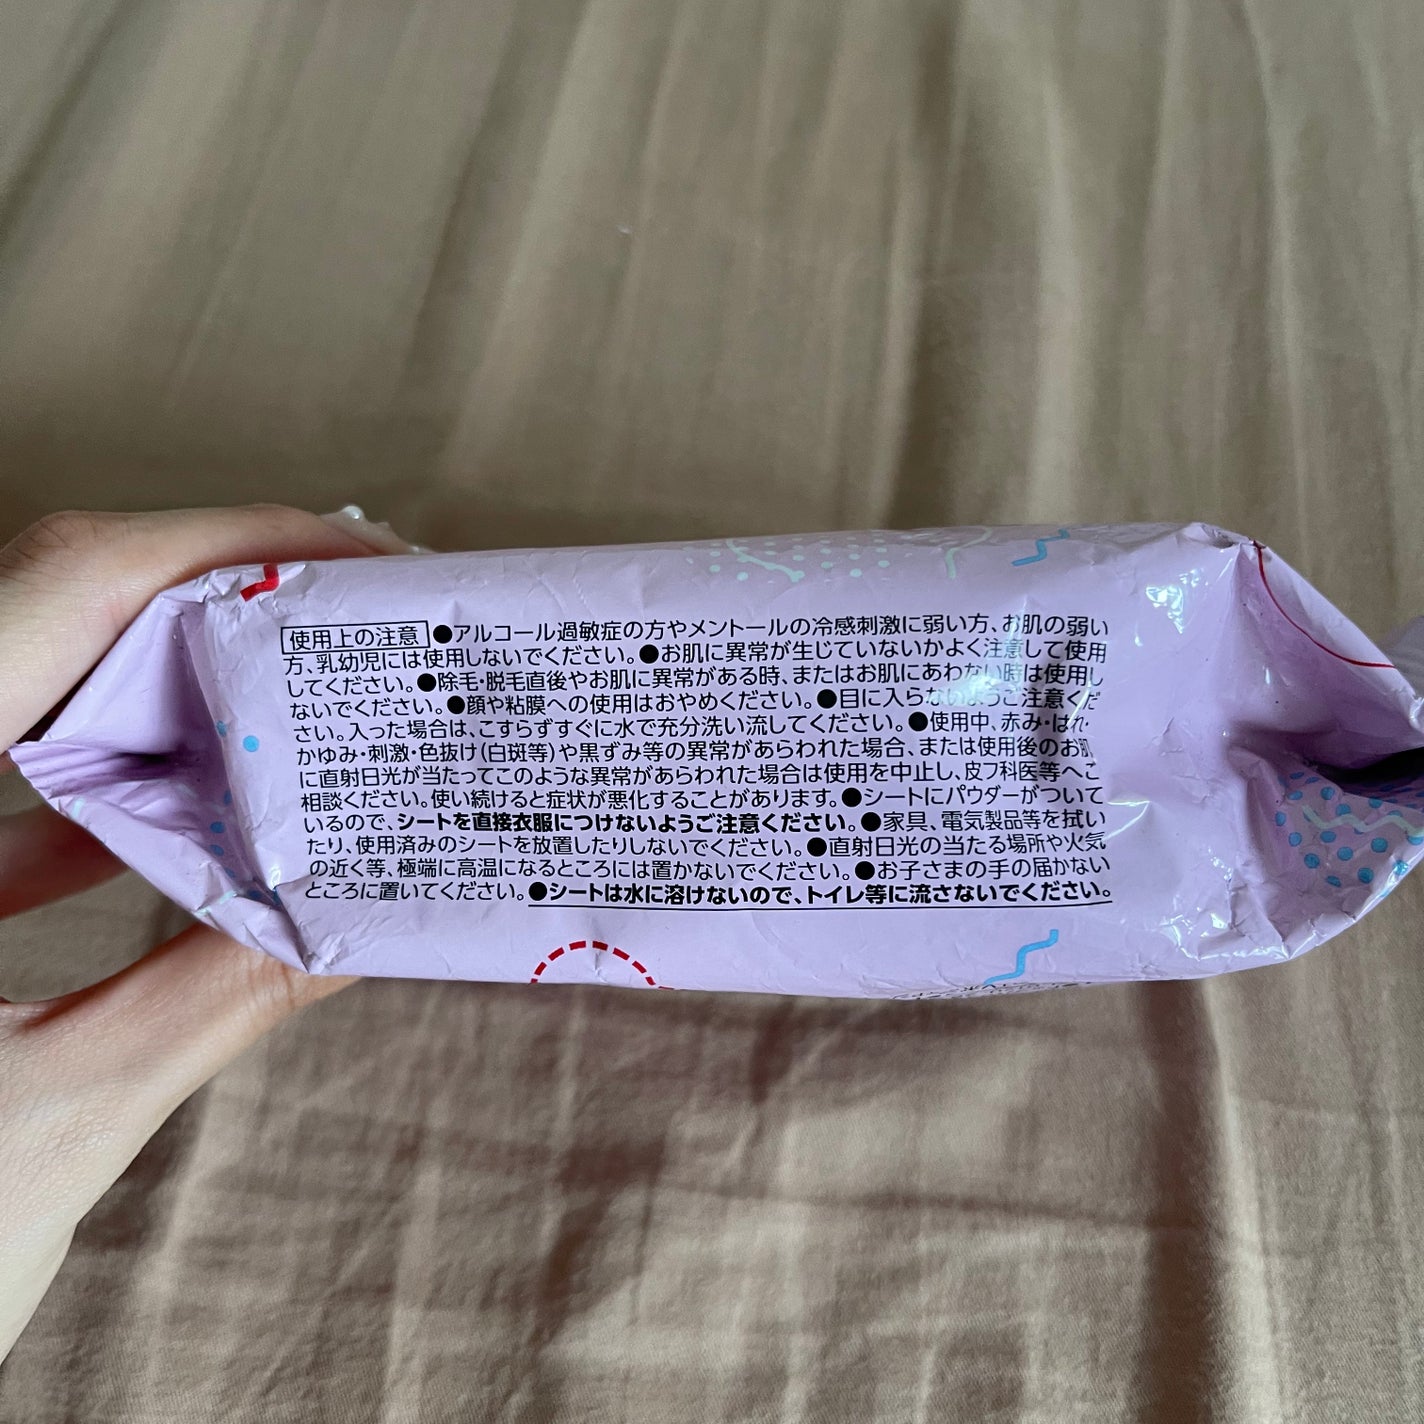 使用上の注意 ●アルコール過敏症の方やメントールの冷感刺激に弱い方、お肌の弱い
方、乳幼児には使用しないでください。●お肌に異常が生じていないかよく注意して使用
してください。●除毛・脱毛直後やお肌に異常がある時、またはお肌にあわない時は使用し
ないでください。●顔や粘膜への使用はおやめください。●目に入らないようご注意くだ
さい。入った場合は、こすらずすぐに水で充分洗い流してください。●使用中、赤み・はれ・
かゆみ・刺激・色抜け(白斑等)や黒ずみ等の異常があらわれた場合、または使用後のお肌
に直射日光が当たってこのような異常があらわれた場合は使用を中止し、皮フ科医等へご
相談ください。使い続けると症状が悪化することがあります。●シートにパウダーがついて
いるので、シートを直接衣服につけないようご注意ください。●家具、電気製品等を拭い
たり、使用済みのシートを放置したりしないでください。●直射日光の当たる場所や火気
の近く等、極端に高温になるところには置かないでください。●お子さまの手の届かない
ところに置いてください。●シートは水に溶けないので、トイレ等に流さないでください。